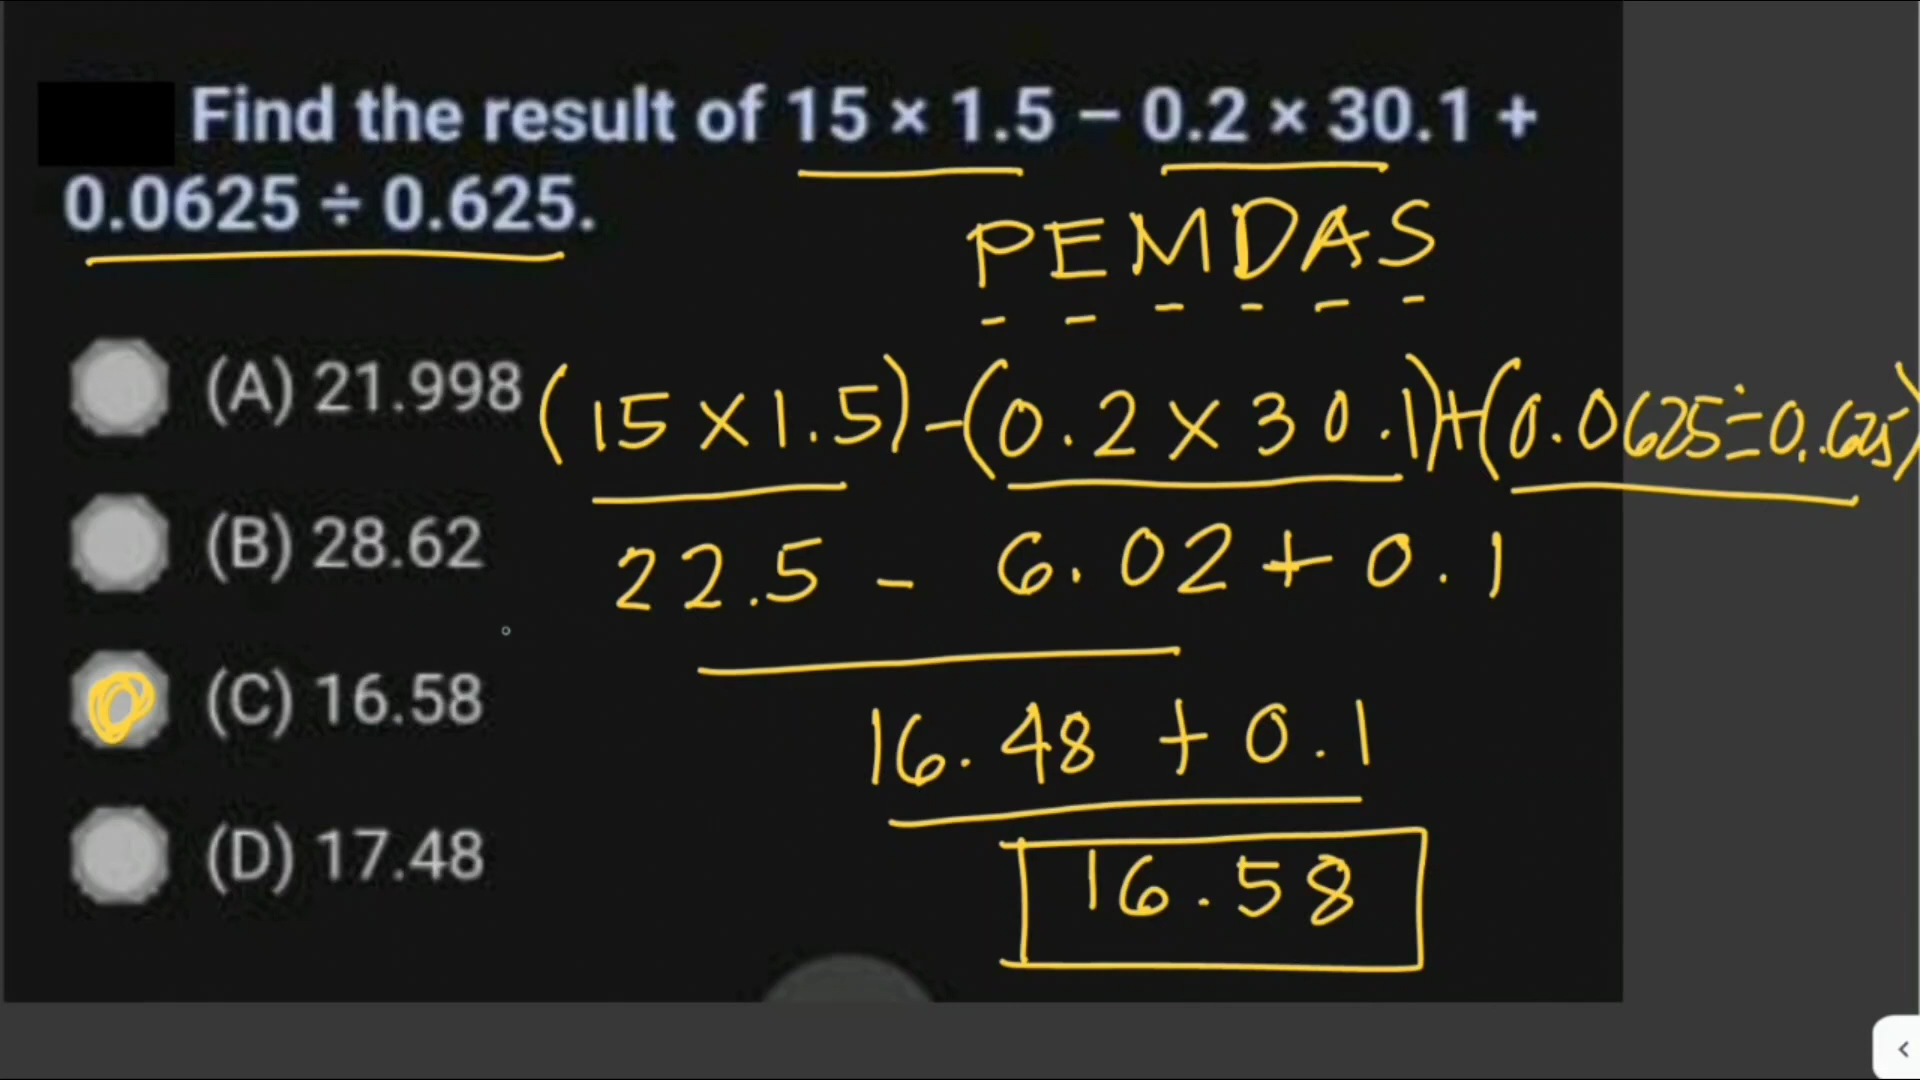 Find the result of 15 × 1.5 – 0.2 × 30.1 +
0.0625 ÷ 0.625.
PEMDAS
(A) 21.998
(15×1.5)-(0.2×30.1)+(0.0625÷0.625)
(B) 28.62
22.5 - 6.02 + 0.1
(C) 16.58
16.48 + 0.1
(D) 17.48
16.58